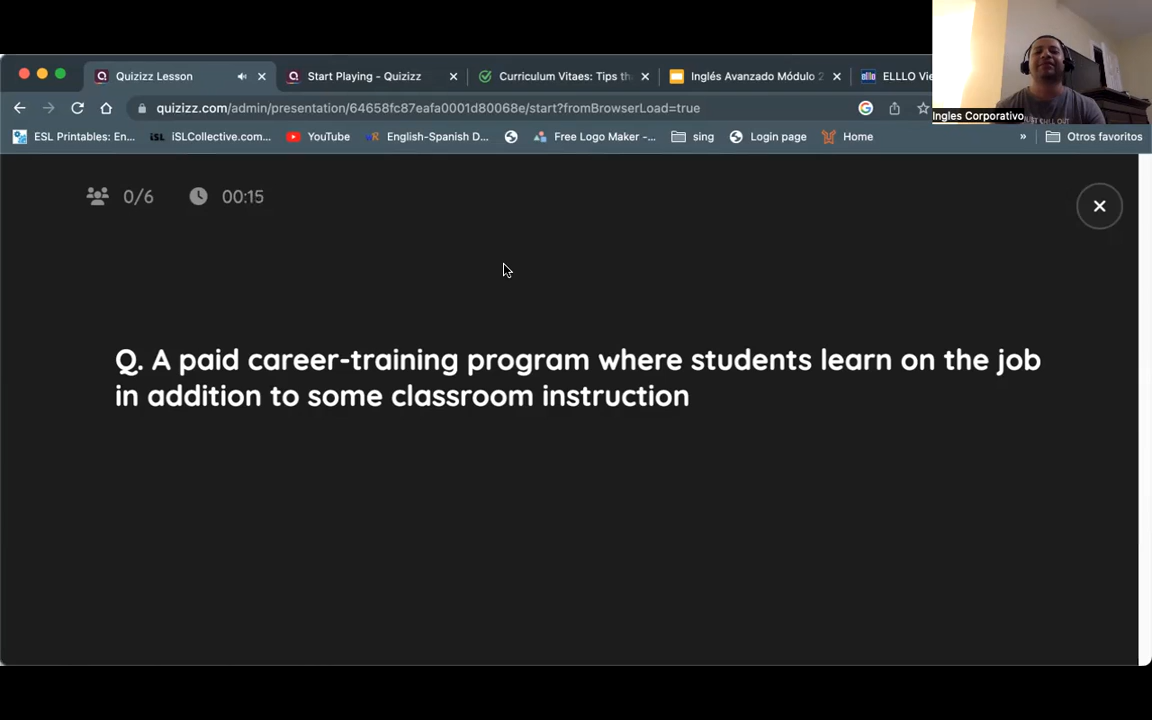 Quizizz Lesson
Start Playing - Quizizz
Curriculum Vitaes: Tips th
Inglés Avanzado Módulo 2
ELLLO Vie
quizizz.com/admin/presentation/64658fc87eafa0001d80068e/start?fromBrowserLoad=true
Ingles Corporativo
ESL Printables: En...
iSL
iSLCollective.com...
YouTube
English-Spanish D...
Free Logo Maker -...
sing
Login page
Home
»
Otros favoritos
0/6
00:15
Q. A paid career-training program where students learn on the job
in addition to some classroom instruction